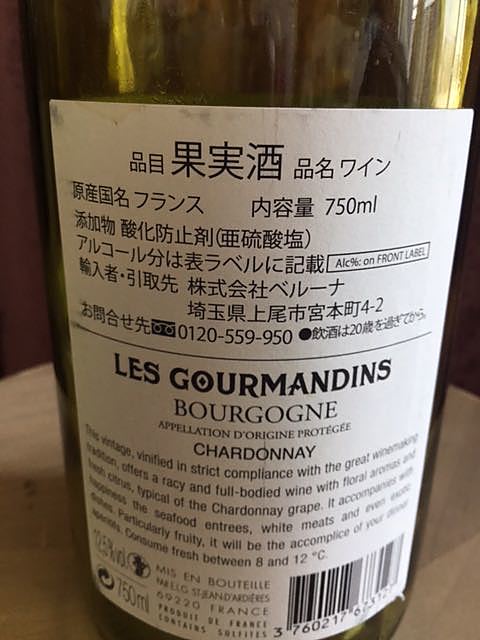 品目 果実酒 品名 ワイン
原産国名 フランス 内容量 750ml
添加物 酸化防止剤(亜硫酸塩)
アルコール分は表ラベルに記載 Alc%: on FRONT LABEL
輸入者・引取先 株式会社ベルーナ
埼玉県上尾市宮本町4-2
お問合せ先 0120-559-950 ●飲酒は20歳を過ぎてから。
LES GOURMANDINS
BOURGOGNE
APPELLATION D'ORIGINE PROTÉGÉE
CHARDONNAY
This vintage, vinified in strict compliance with the great winemaking
tradition, offers a racy and full-bodied wine with floral aromas and
fresh citrus, typical of the Chardonnay grape. It accompanies with
happiness the seafood entrees, white meats and even exotic
dishes. Particularly fruity, it will be the accomplice of your dinner
aperitifs. Consume fresh between 8 and 12 °C.
12,5%vol.
750ml
MIS EN BOUTEILLE
69220 FRANCE
PRODUIT DE FRANCE
CONTAINS SULFITES